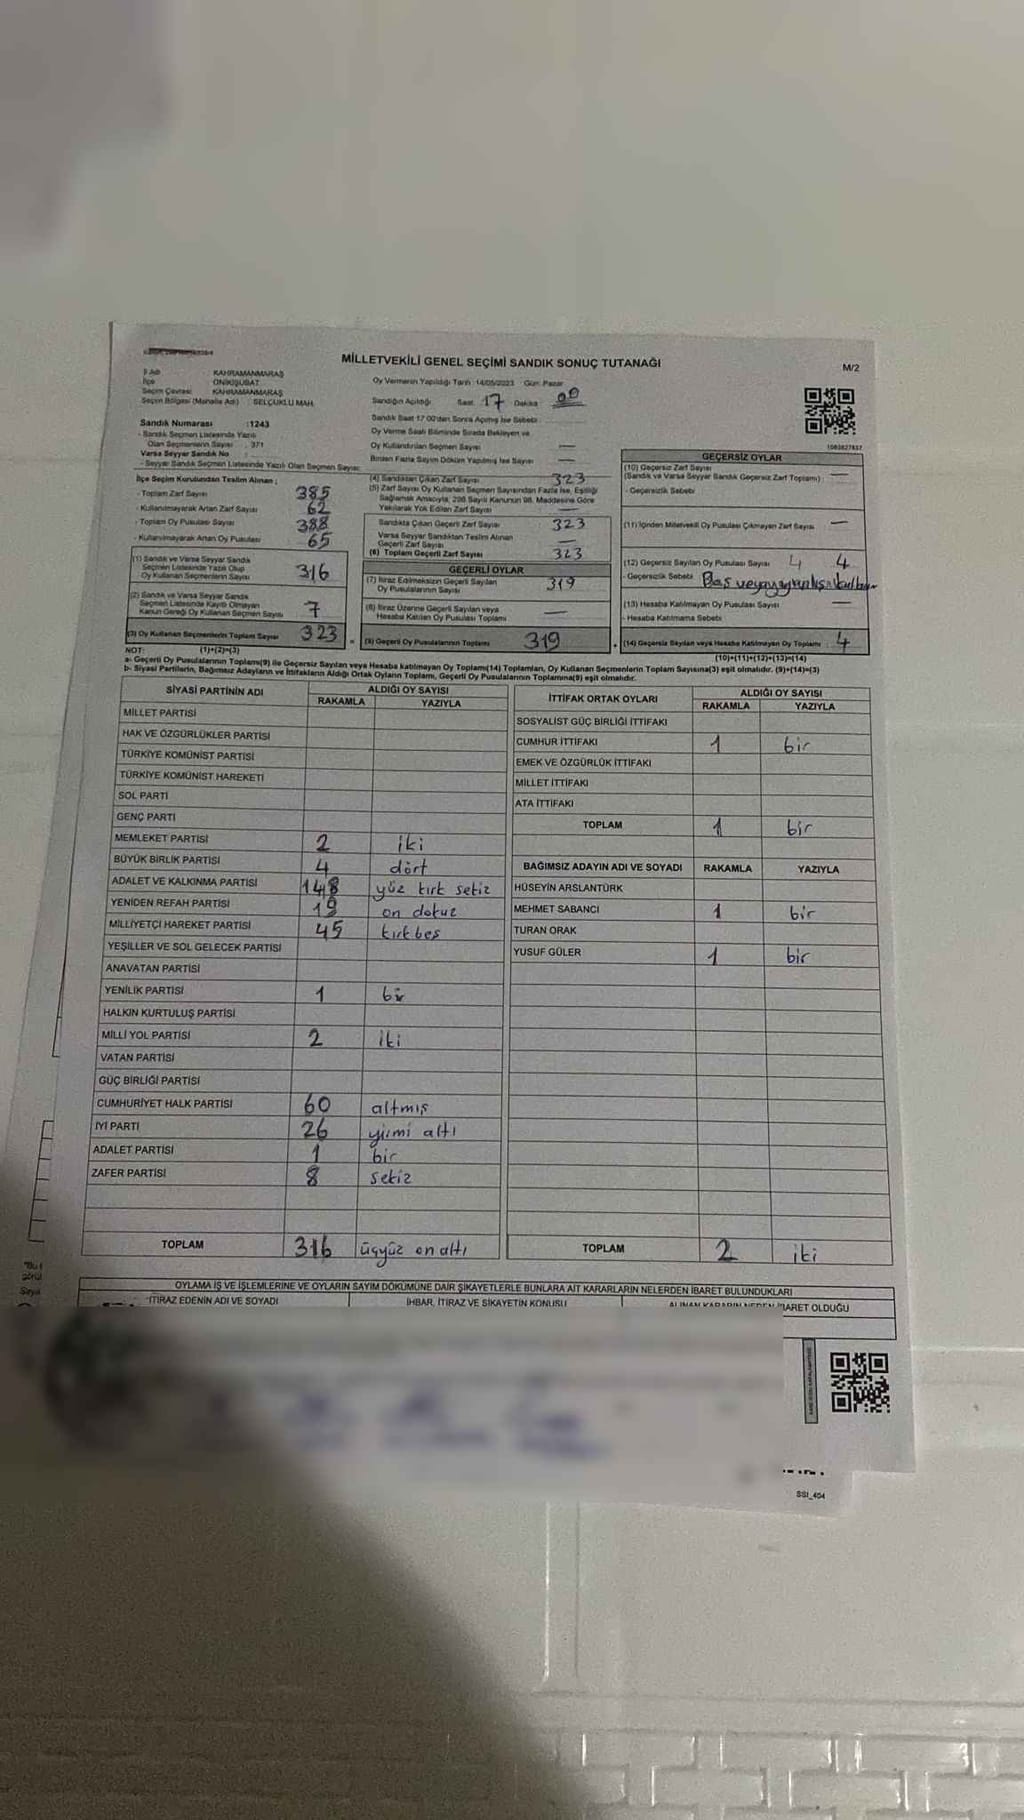 MİLLETVEKİLİ GENEL SEÇİMİ SANDIK SONUÇ TUTANAĞI
M/2
İl Adı KAHRAMANMARAŞ
İlçe ONİKİŞUBAT
Seçim Çevresi KAHRAMANMARAŞ
Seçim Bölgesi (Mahalle Adı) : SELÇUKLU MAH.
Oy Vermenin Yapıldığı Tarih : 14/05/2023 Gün: Pazar
Sandığın Açıldığı Saat 17 Dakika 00
Sandık Saat 17:00'den Sonra Açılmış İse Sebebi
Oy Verme Saati Bitiminde Sırada Bekleyen ve
Oy Kullandırılan Seçmen Sayısı —
Birden Fazla Sayım Döküm Yapılmış İse Sayısı —
Sandık Numarası :1243
- Sandık Seçmen Listesinde Yazılı
Olan Seçmenlerin Sayısı : 371
Varsa Seyyar Sandık No :
- Seyyar Sandık Seçmen Listesinde Yazılı Olan Seçmen Sayısı:
1003827837
İlçe Seçim Kurulundan Teslim Alınan ;
- Toplam Zarf Sayısı 385
- Kullanılmayarak Artan Zarf Sayısı 62
- Toplam Oy Pusulası Sayısı 388
- Kullanılmayarak Artan Oy Pusulası 65
(1) Sandık ve Varsa Seyyar Sandık
Seçmen Listesinde Yazılı Olup
Oy Kullanan Seçmenlerin Sayısı 316
(2) Sandık ve Varsa Seyyar Sandık
Seçmen Listesinde Kayıtlı Olmayan
Kanun Gereği Oy Kullanan Seçmen Sayısı 7
(3) Oy Kullanan Seçmenlerin Toplam Sayısı 323
(4) Sandıktan Çıkan Zarf Sayısı 323
(5) Zarf Sayısı Oy Kullanan Seçmen Sayısından Fazla İse, Eşitliği
Sağlamak Amacıyla, 298 Sayılı Kanunun 98. Maddesine Göre
Yakılarak Yok Edilen Zarf Sayısı —
Sandıkta Çıkan Geçerli Zarf Sayısı 323
Varsa Seyyar Sandıktan Teslim Alınan
Geçerli Zarf Sayısı —
(6) Toplam Geçerli Zarf Sayısı 323
GEÇERLİ OYLAR
(7) İtiraz Edilmeksizin Geçerli Sayılan
Oy Pusulalarının Sayısı 319
(8) İtiraz Üzerine Geçerli Sayılan veya
Hesaba Katılan Oy Pusulası Toplamı —
(9) Geçerli Oy Pusulalarının Toplamı 319
GEÇERSİZ OYLAR
(10) Geçersiz Zarf Sayısı
(Sandık ve Varsa Seyyar Sandık Geçersiz Zarf Toplamı) : —
- Geçersizlik Sebebi
(11) İçinden Milletvekili Oy Pusulası Çıkmayan Zarf Sayısı —
(12) Geçersiz Sayılan Oy Pusulası Sayısı 4 4
- Geçersizlik Sebebi Boş veya
(13) Hesaba Katılmayan Oy Pusulası Sayısı —
- Hesaba Katılmama Sebebi
(14) Geçersiz Sayılan veya Hesaba Katılmayan Oy Toplamı 4
NOT: (1)+(2)=(3)
(10)+(11)+(12)+(13)=(14)
a- Geçerli Oy Pusulalarının Toplamı(9) ile Geçersiz Sayılan veya Hesaba katılmayan Oy Toplamı(14) Toplamları, Oy Kullanan Seçmenlerin Toplam Sayısına(3) eşit olmalıdır. (9)+(14)=(3)
b- Siyasi Partilerin, Bağımsız Adayların ve İttifakların Aldığı Ortak Oyların Toplamı, Geçerli Oy Pusulalarının Toplamına(9) eşit olmalıdır.
SİYASİ PARTİNİN ADI ALDIĞI OY SAYISI
RAKAMLA YAZIYLA
MİLLET PARTİSİ
HAK VE ÖZGÜRLÜKLER PARTİSİ
TÜRKİYE KOMÜNİST PARTİSİ
TÜRKİYE KOMÜNİST HAREKETİ
SOL PARTİ
GENÇ PARTİ
MEMLEKET PARTİSİ 2 iki
BÜYÜK BİRLİK PARTİSİ 4 dört
ADALET VE KALKINMA PARTİSİ 148 yüz kırk sekiz
YENİDEN REFAH PARTİSİ 19 on dokuz
MİLLİYETÇİ HAREKET PARTİSİ 45 kırk beş
YEŞİLLER VE SOL GELECEK PARTİSİ
ANAVATAN PARTİSİ
YENİLİK PARTİSİ 1 bir
HALKIN KURTULUŞ PARTİSİ
MİLLİ YOL PARTİSİ 2 iki
VATAN PARTİSİ
GÜÇ BİRLİĞİ PARTİSİ
CUMHURİYET HALK PARTİSİ 60 altmış
İYİ PARTİ 26 yirmi altı
ADALET PARTİSİ 1 bir
ZAFER PARTİSİ 8 sekiz
TOPLAM 316 üçyüz on altı
İTTİFAK ORTAK OYLARI ALDIĞI OY SAYISI
RAKAMLA YAZIYLA
SOSYALİST GÜÇ BİRLİĞİ İTTİFAKI
CUMHUR İTTİFAKI 1 bir
EMEK VE ÖZGÜRLÜK İTTİFAKI
MİLLET İTTİFAKI
ATA İTTİFAKI
TOPLAM 1 bir
BAĞIMSIZ ADAYIN ADI VE SOYADI RAKAMLA YAZIYLA
HÜSEYİN ARSLANTÜRK
MEHMET SABANCI 1 bir
TURAN ORAK
YUSUF GÜLER 1 bir
TOPLAM 2 iki
OYLAMA İŞ VE İŞLEMLERİNE VE OYLARIN SAYIM DÖKÜMÜNE DAİR ŞİKAYETLERLE BUNLARA AİT KARARLARIN NELERDEN İBARET BULUNDUKLARI
İTİRAZ EDENİN ADI VE SOYADI İHBAR, İTİRAZ VE ŞİKAYETİN KONUSU ALINAN KARARIN NEDEN İBARET OLDUĞU
SSI_404